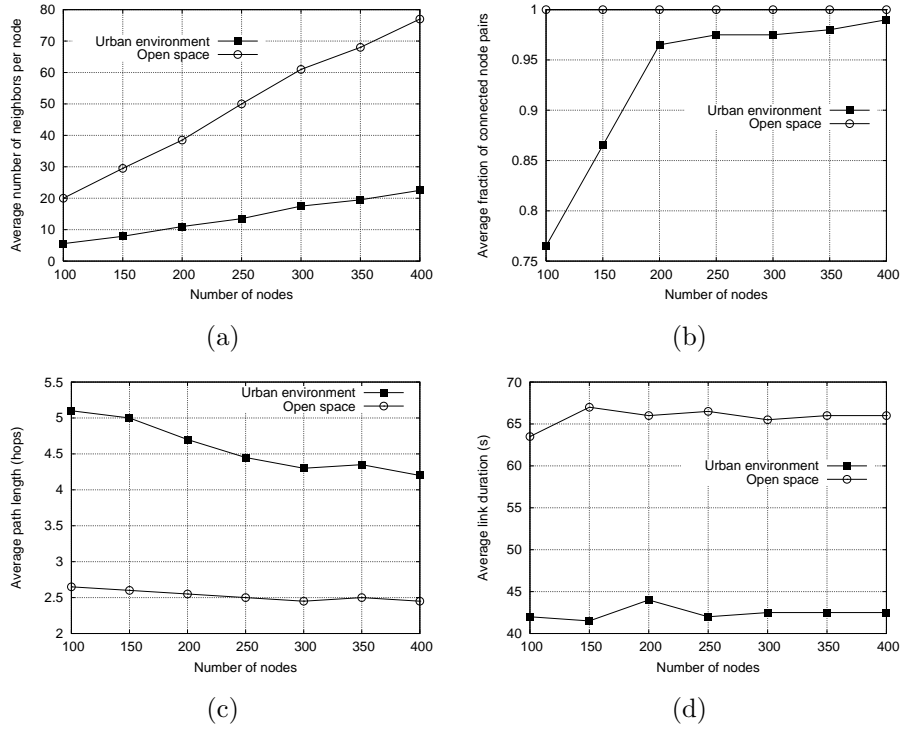 80
70
60
50
40
30
20
10
0
100 150 200 250 300 350 400
Average number of neighbors per node
Number of nodes
Urban environment
Open space
(a)
1
0.95
0.9
0.85
0.8
0.75
100 150 200 250 300 350 400
Average fraction of connected node pairs
Number of nodes
Urban environment
Open space
(b)
5.5
5
4.5
4
3.5
3
2.5
2
100 150 200 250 300 350 400
Average path length (hops)
Number of nodes
Urban environment
Open space
(c)
70
65
60
55
50
45
40
100 150 200 250 300 350 400
Average link duration (s)
Number of nodes
Urban environment
Open space
(d)